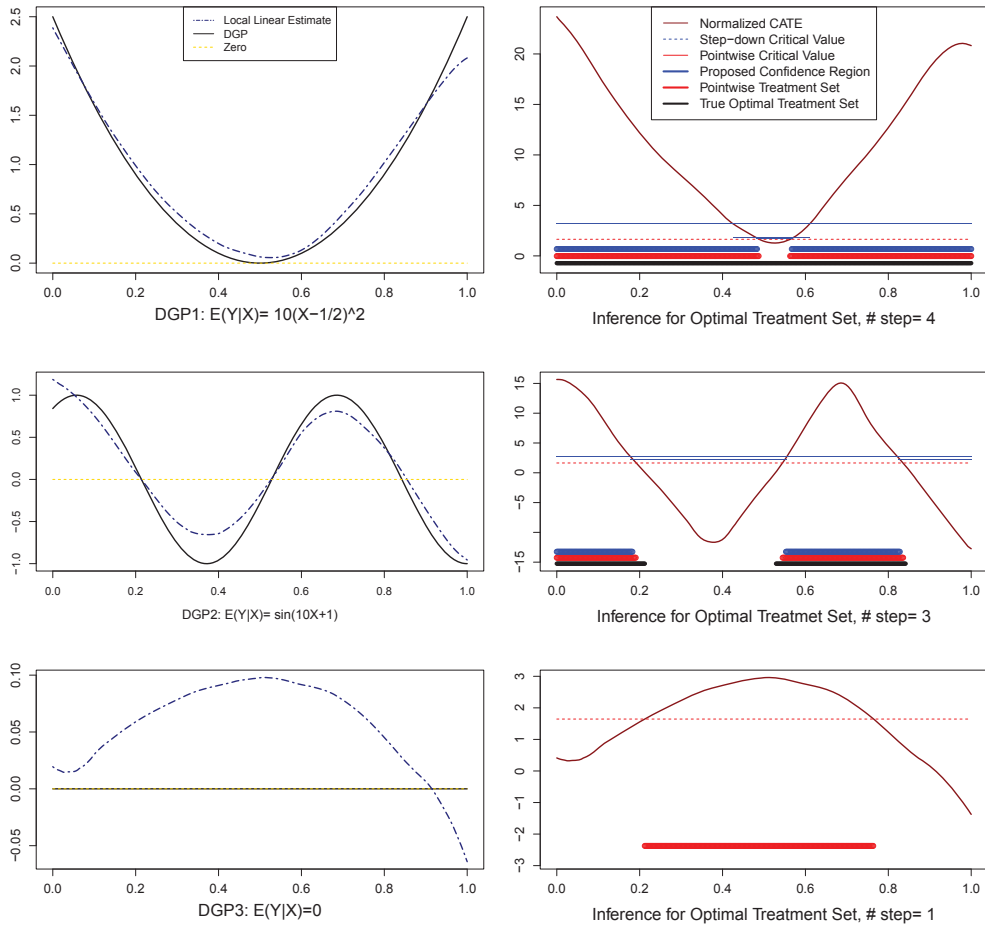 2.5
2.0
1.5
1.0
0.5
0.0
Local Linear Estimate
DGP
Zero
0.0 0.2 0.4 0.6 0.8 1.0
DGP1: E(Y|X)= 10(X−1/2)^2
20
15
10
5
0
Normalized CATE
Step−down Critical Value
Pointwise Critical Value
Proposed Confidence Region
Pointwise Treatment Set
True Optimal Treatment Set
0.0 0.2 0.4 0.6 0.8 1.0
Inference for Optimal Treatment Set, # step= 4
1.0
0.5
0.0
−0.5
−1.0
0.0 0.2 0.4 0.6 0.8 1.0
DGP2: E(Y|X)= sin(10X+1)
15
10
5
0
−5
−15
0.0 0.2 0.4 0.6 0.8 1.0
Inference for Optimal Treatmet Set, # step= 3
0.10
0.05
0.00
−0.05
0.0 0.2 0.4 0.6 0.8 1.0
DGP3: E(Y|X)=0
3
2
1
0
−1
−2
−3
0.0 0.2 0.4 0.6 0.8 1.0
Inference for Optimal Treatment Set, # step= 1